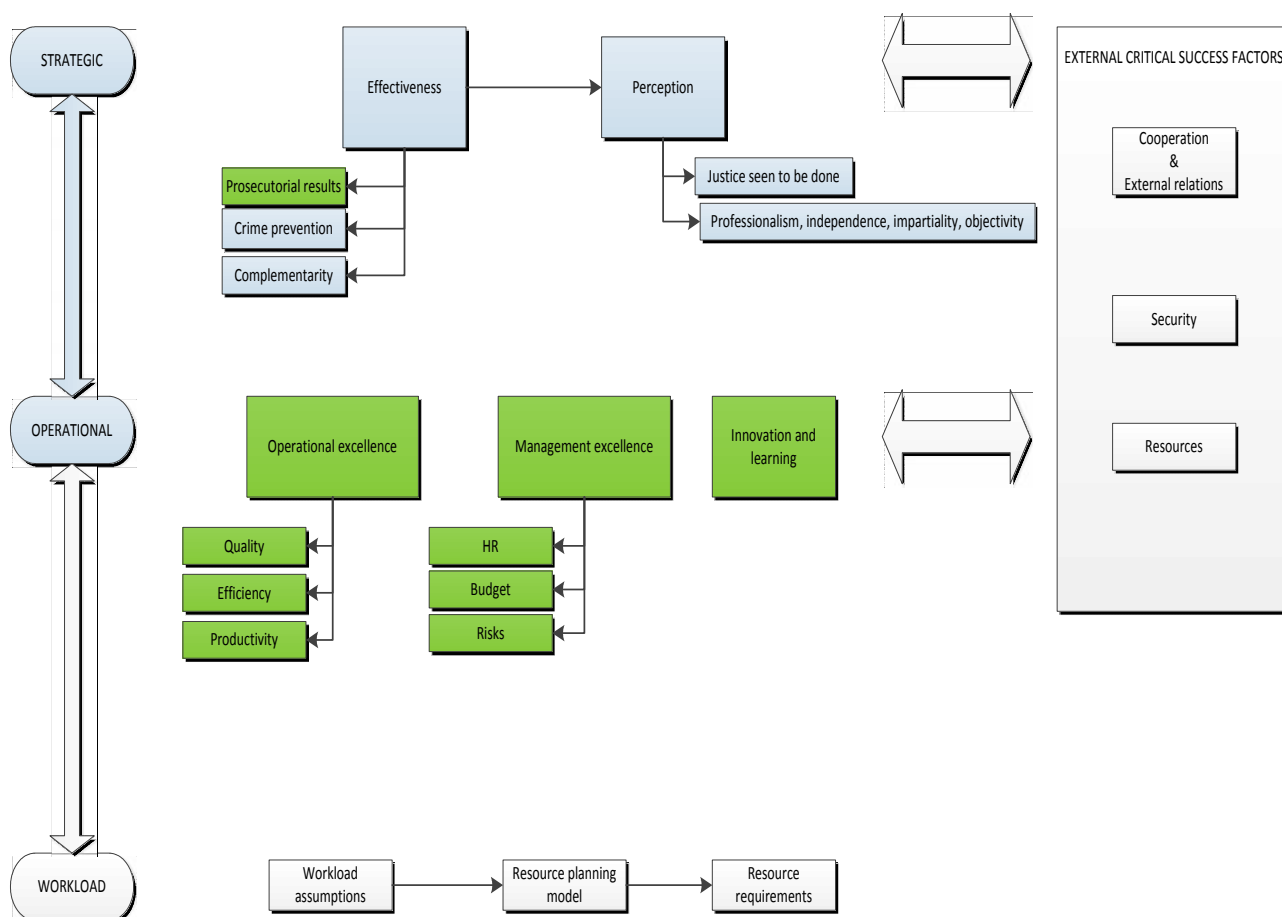 STRATEGIC
Effectiveness
Perception
EXTERNAL CRITICAL SUCCESS FACTORS
Prosecutorial results
Crime prevention
Complementarity
Justice seen to be done
Professionalism, independence, impartiality, objectivity
Cooperation
&
External relations
Security
Resources
OPERATIONAL
Operational excellence
Management excellence
Innovation and
learning
Quality
Efficiency
Productivity
HR
Budget
Risks
WORKLOAD
Workload
assumptions
Resource planning
model
Resource
requirements